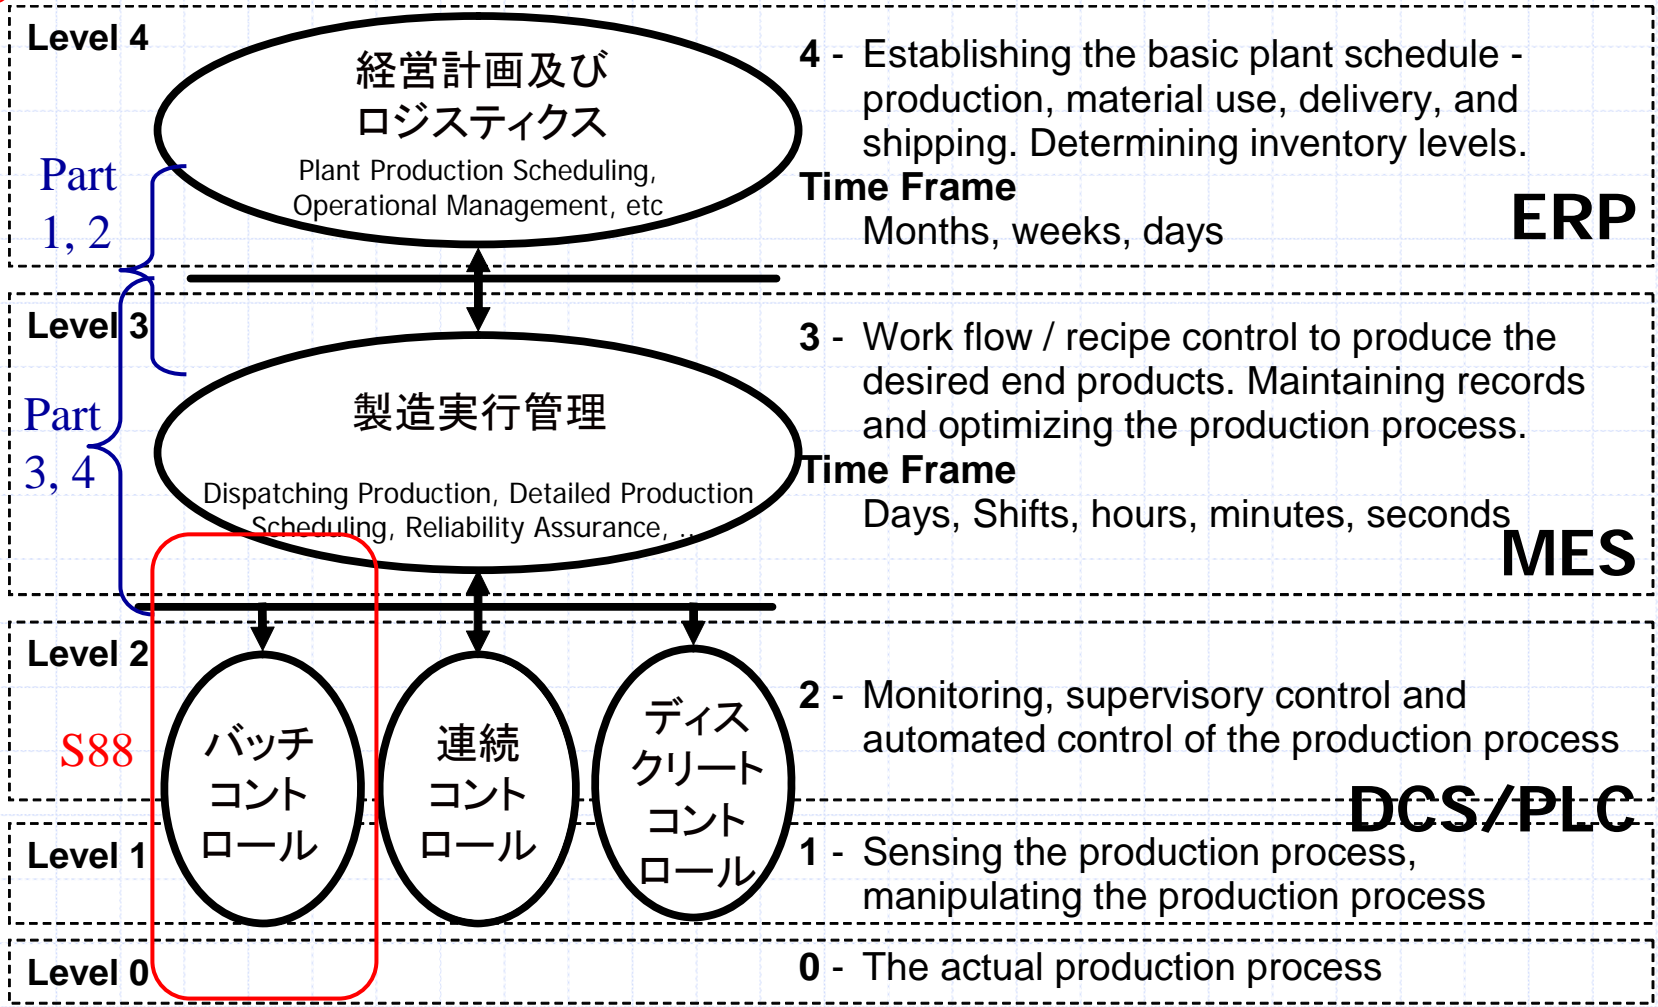 Level 4
経営計画及び
ロジスティクス
Plant Production Scheduling,
Operational Management, etc
4 - Establishing the basic plant schedule -
production, material use, delivery, and
shipping. Determining inventory levels.
Time Frame
Months, weeks, days
ERP
Part
1, 2
Level 3
製造実行管理
Dispatching Production, Detailed Production
Scheduling, Reliability Assurance, ..
3 - Work flow / recipe control to produce the
desired end products. Maintaining records
and optimizing the production process.
Time Frame
Days, Shifts, hours, minutes, seconds
MES
Part
3, 4
Level 2
S88
バッチ
コント
ロール
連続
コント
ロール
ディス
クリート
コント
ロール
2 - Monitoring, supervisory control and
automated control of the production process
DCS/PLC
Level 1
1 - Sensing the production process,
manipulating the production process
Level 0
0 - The actual production process